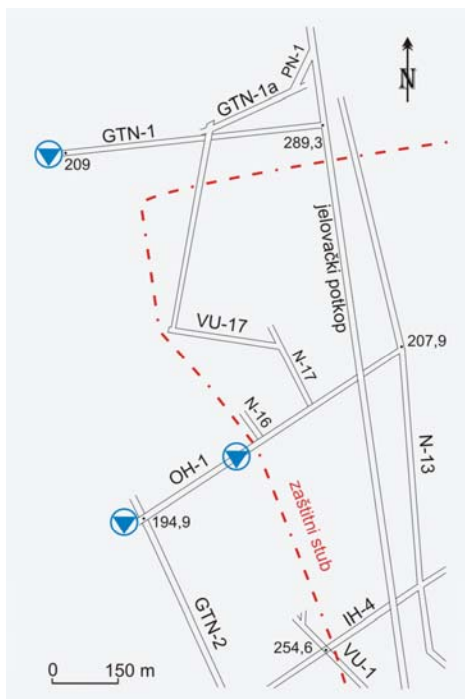 PN-1
GTN-1a
N
GTN-1
209
289,3
jelovački potkop
VU-17
207,9
N-17
N-16
OH-1
N-13
zaštitni stub
194,9
GTN-2
IH-4
254,6
VU-1
0 150 m